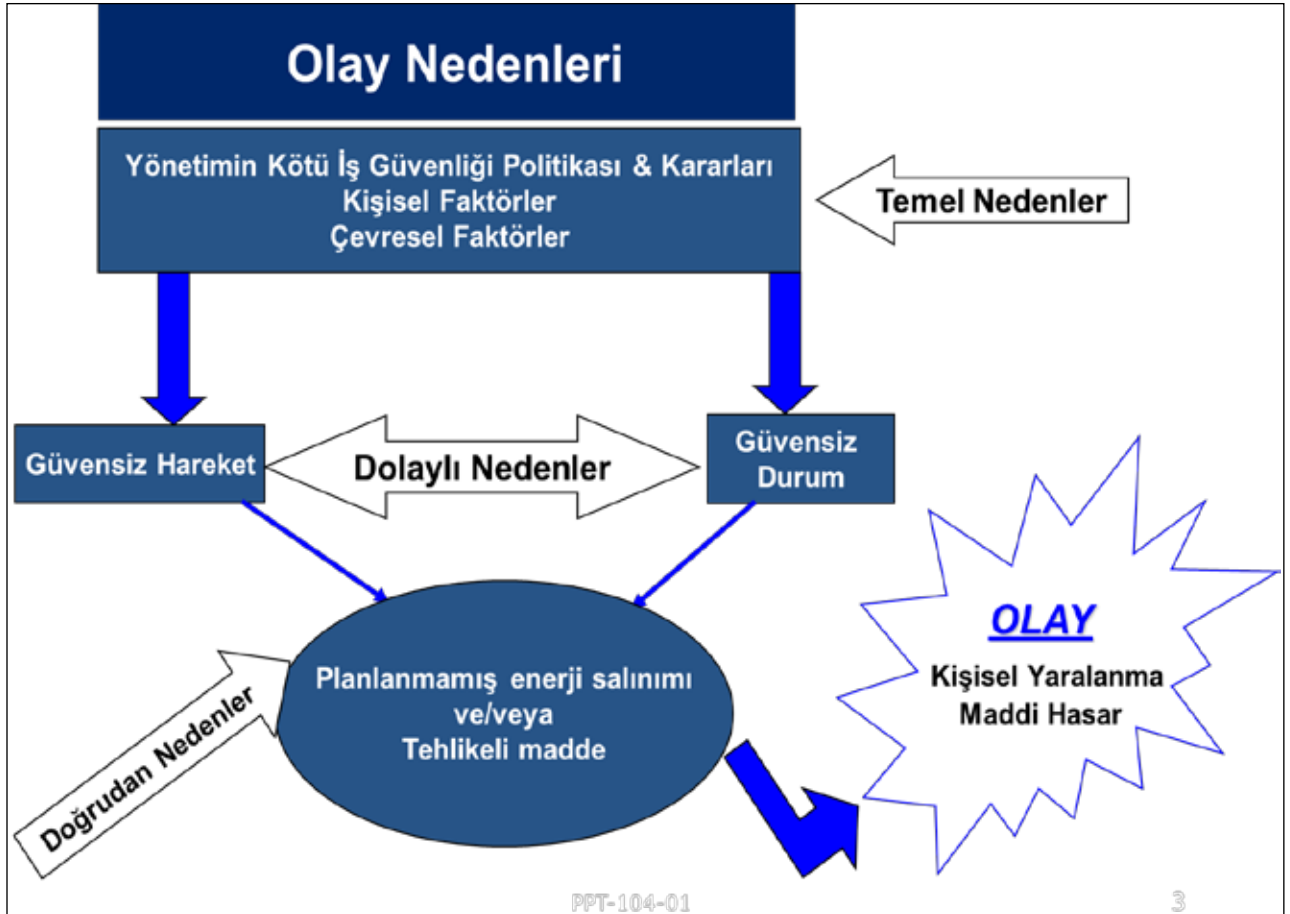 Olay Nedenleri
Yönetimin Kötü İş Güvenliği Politikası & Kararları
Kişisel Faktörler
Çevresel Faktörler
Temel Nedenler
Güvensiz Hareket
Dolaylı Nedenler
Güvensiz
Durum
Doğrudan Nedenler
Planlanmamış enerji salınımı
ve/veya
Tehlikeli madde
OLAY
Kişisel Yaralanma
Maddi Hasar
PPT-104-01
3